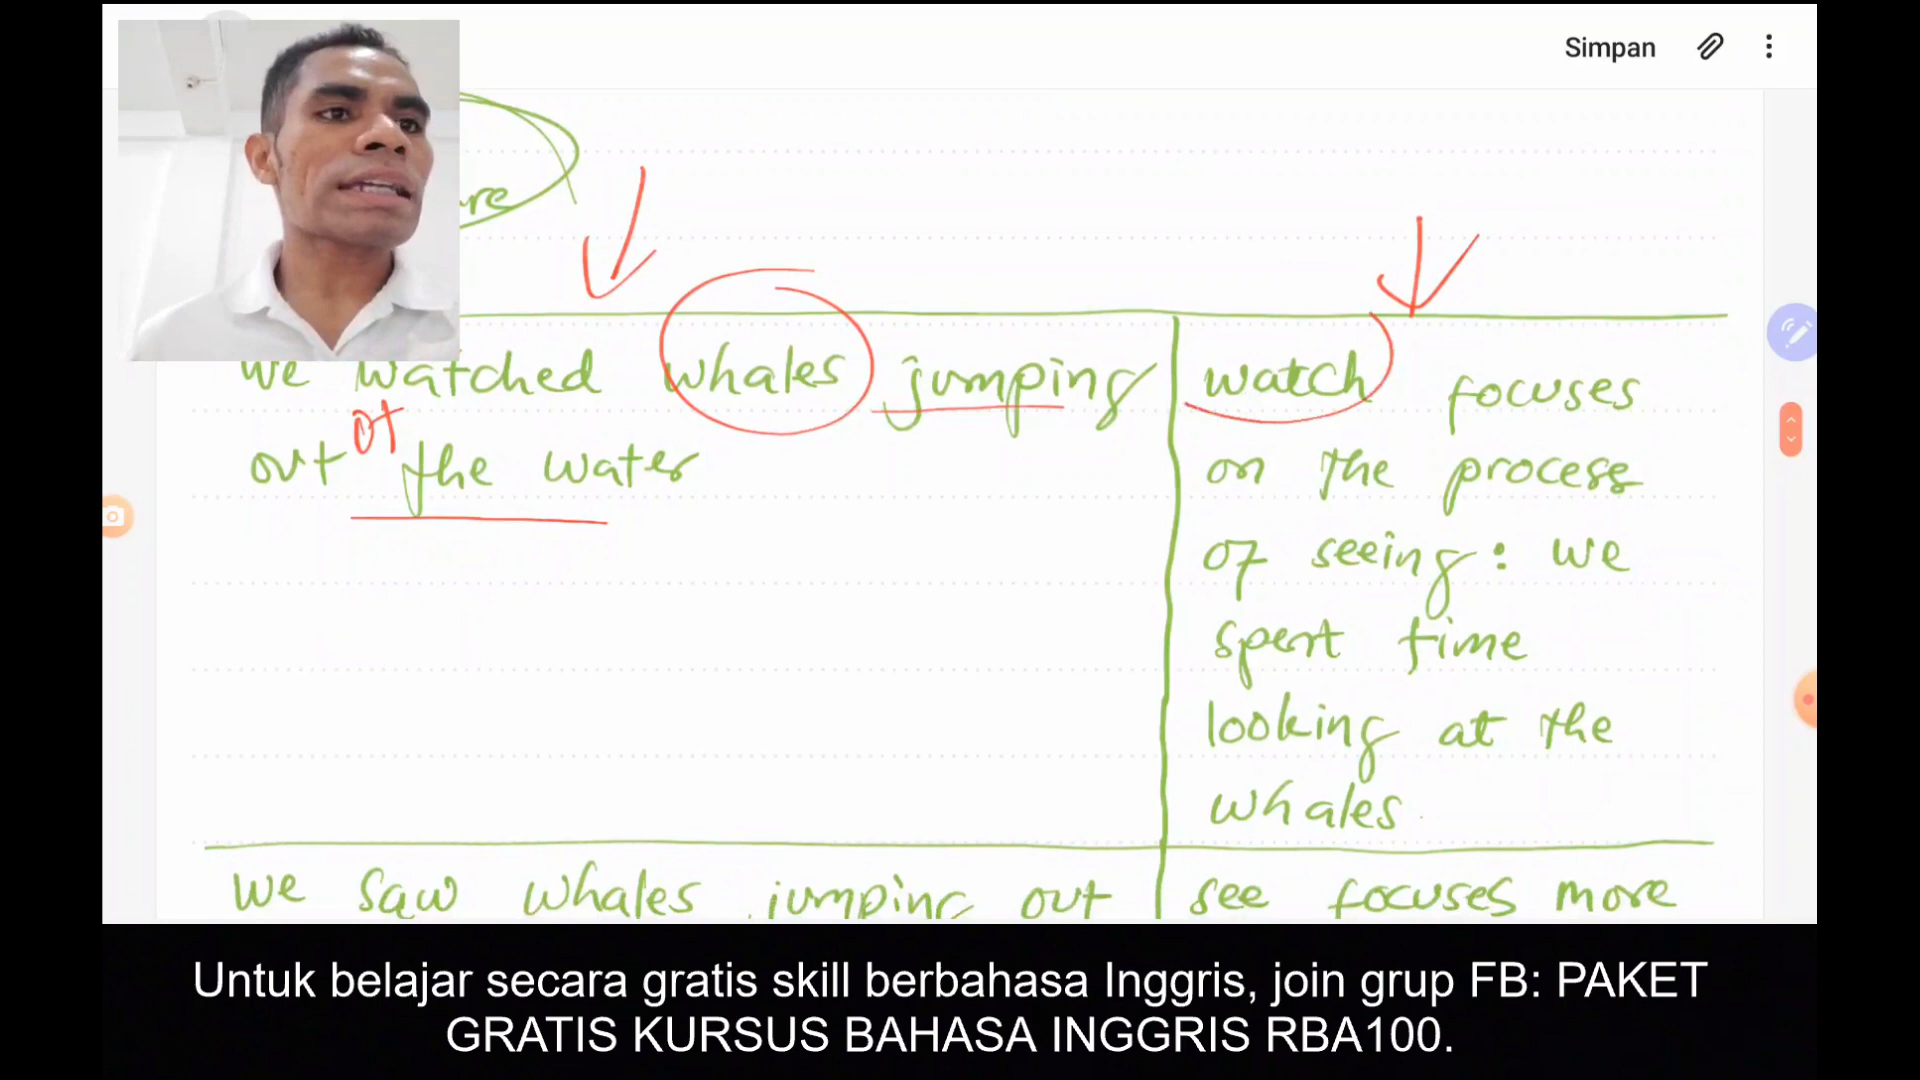 Simpan
we watched whales jumping
of
out the water
watch focuses
on the process
of seeing: we
spent time
looking at the
whales.
we saw whales jumping out
see focuses more
Untuk belajar secara gratis skill berbahasa Inggris, join grup FB: PAKET
GRATIS KURSUS BAHASA INGGRIS RBA100.